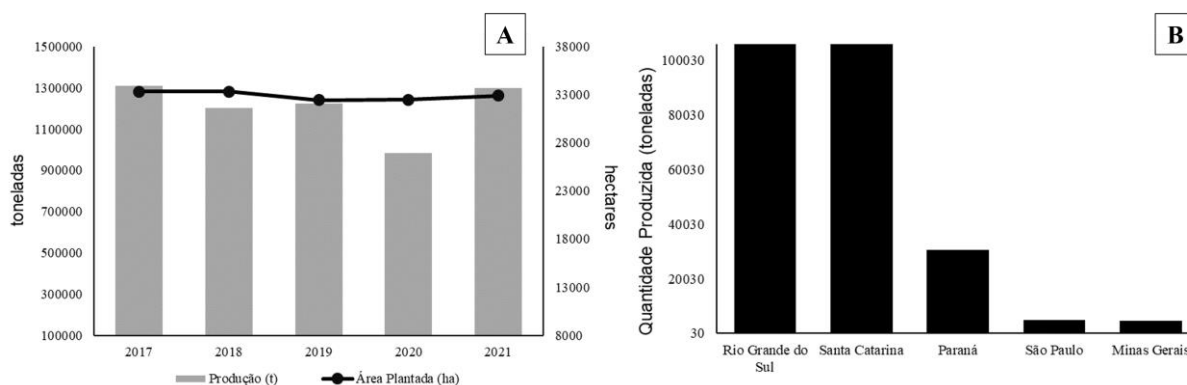 A
1500000
1300000
1100000
900000
700000
500000
300000
100000
toneladas
38000
33000
28000
23000
18000
13000
8000
hectares
2017 2018 2019 2020 2021
Produção (t) Área Plantada (ha)
B
100030
80030
60030
40030
20030
30
Quantidade Produzida (toneladas)
Rio Grande do Sul
Santa Catarina
Paraná
São Paulo
Minas Gerais